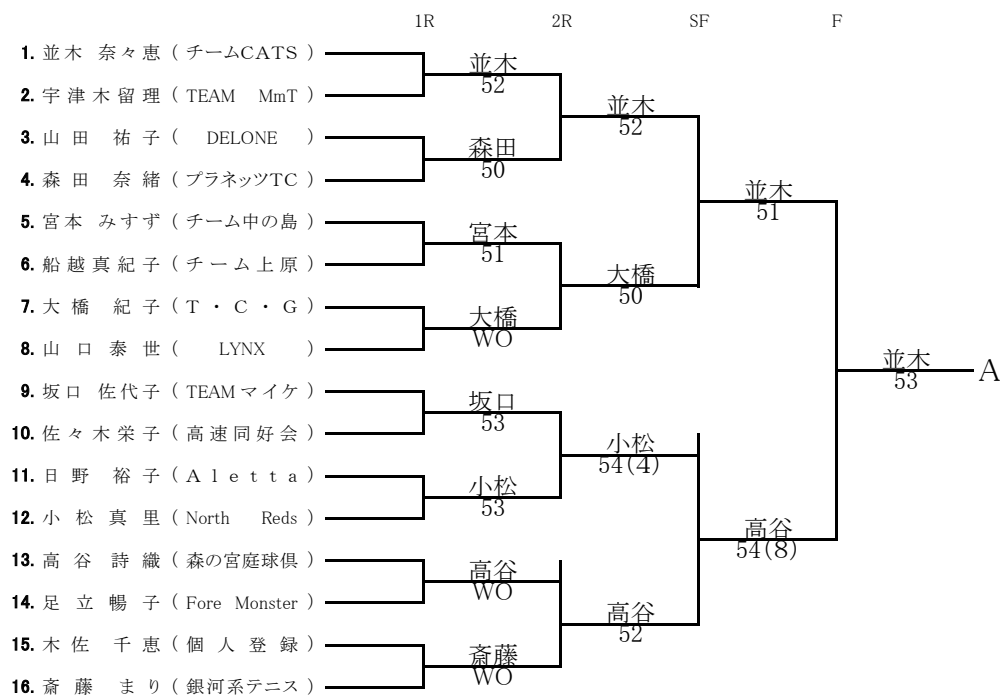 1R 2R SF F
1. 並木 奈々恵 ( チームCATS )
並木
52
2. 宇津木留理 ( TEAM MmT )
並木
52
3. 山田 祐子 ( DELONE )
森田
50
4. 森田 奈緒 ( プラネッツTC )
並木
51
5. 宮本 みすず ( チーム中の島 )
宮本
51
6. 船越真紀子 ( チーム上原 )
大橋
50
7. 大橋 紀子 ( T・C・G )
大橋
WO
8. 山口泰世 ( LYNX )
並木
53
A
9. 坂口 佐代子 ( TEAMマイケ )
坂口
53
10. 佐々木栄子 ( 高速同好会 )
小松
54(4)
11. 日野 裕子 ( Aletta )
小松
53
12. 小松真里 ( North Reds )
高谷
54(8)
13. 高谷 詩織 ( 森の宮庭球倶 )
高谷
WO
14. 足立暢子 ( Fore Monster )
高谷
52
15. 木佐 千恵 ( 個人登録 )
斎藤
WO
16. 斎藤 まり ( 銀河系テニス )